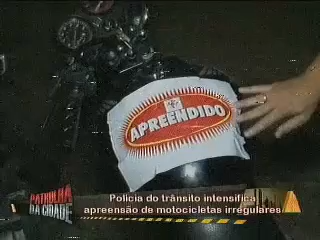 APREENDIDO
PATRULHA
DA CIDADE
Polícia do trânsito intensifica
apreensão de motocicletas irregulares